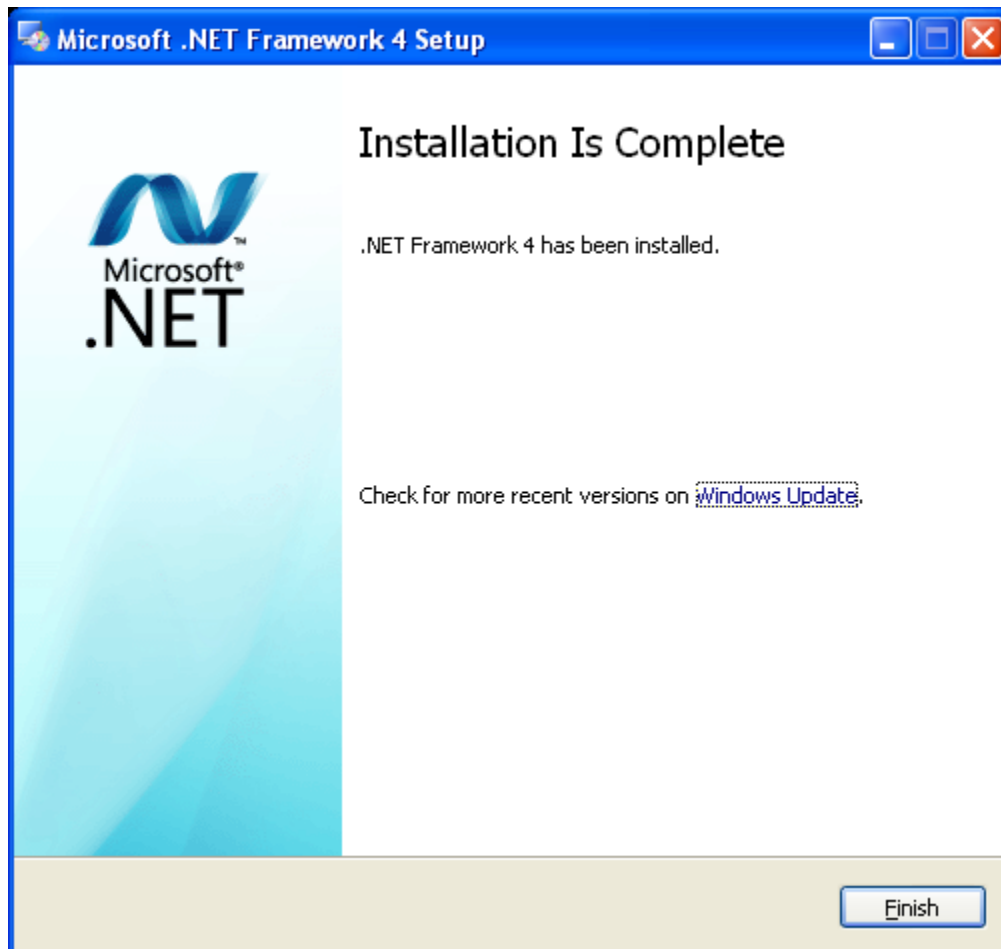 Microsoft .NET Framework 4 Setup
Installation Is Complete
.NET Framework 4 has been installed.
Microsoft®
.NET™
Check for more recent versions on Windows Update.
Finish